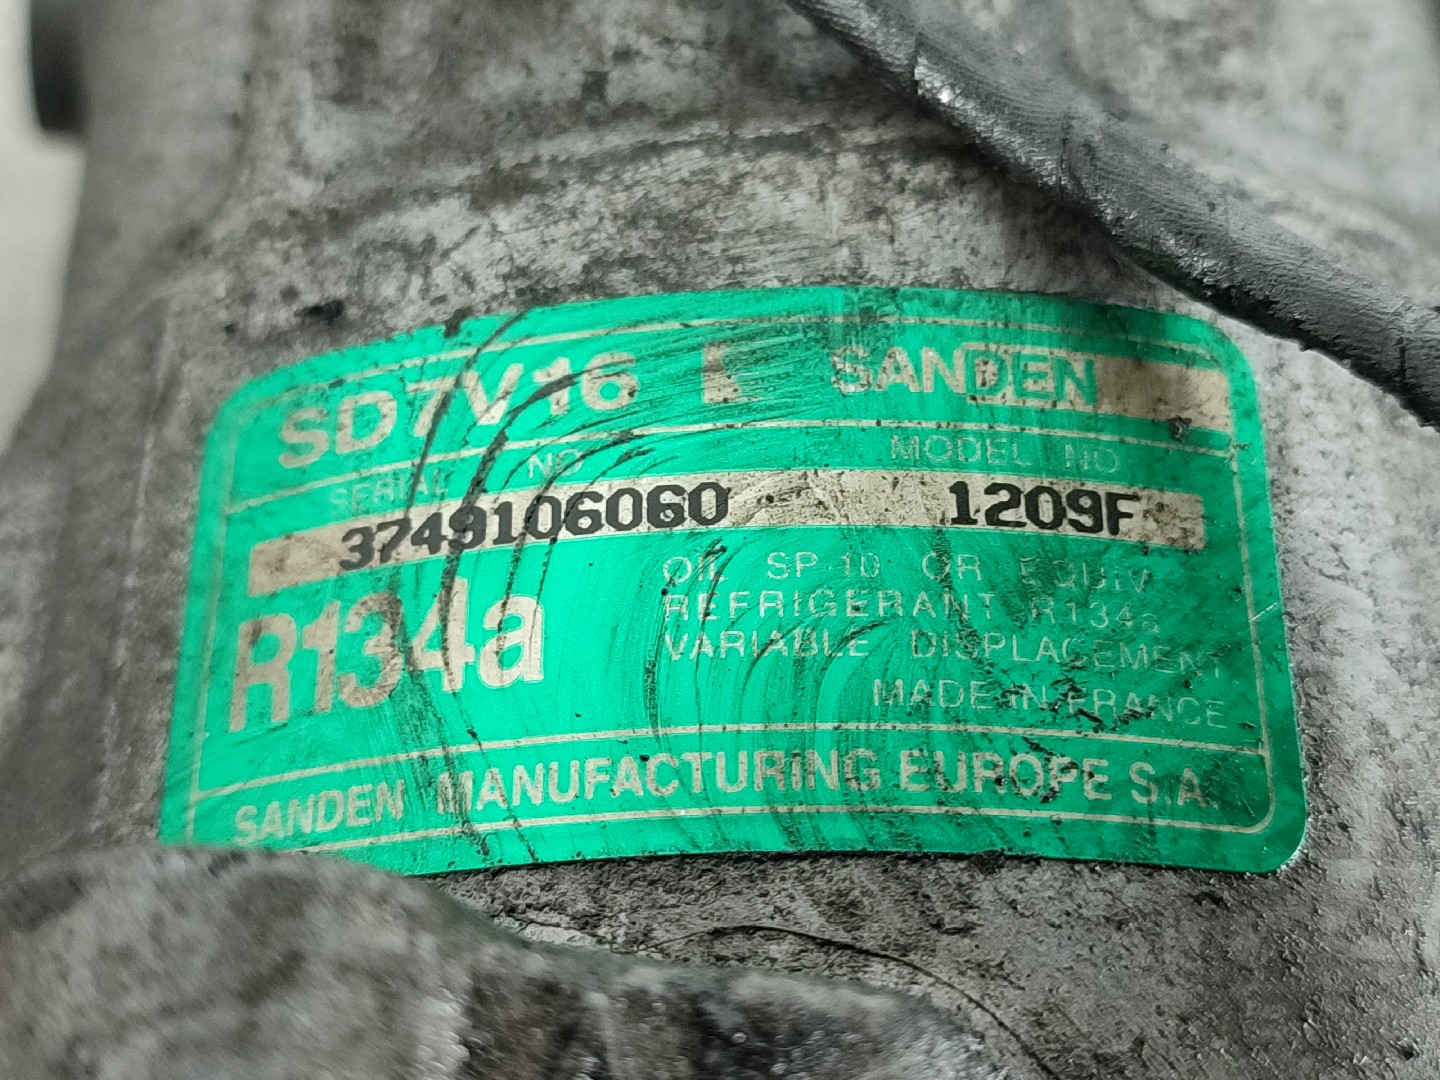 SD7V16 SANDEN
SERIAL NO MODEL NO
3749106060 1209F
R134a
OIL SP-10 OR EQUIV
REFRIGERANT R134a
VARIABLE DISPLACEMENT
MADE IN FRANCE
SANDEN MANUFACTURING EUROPE S.A.